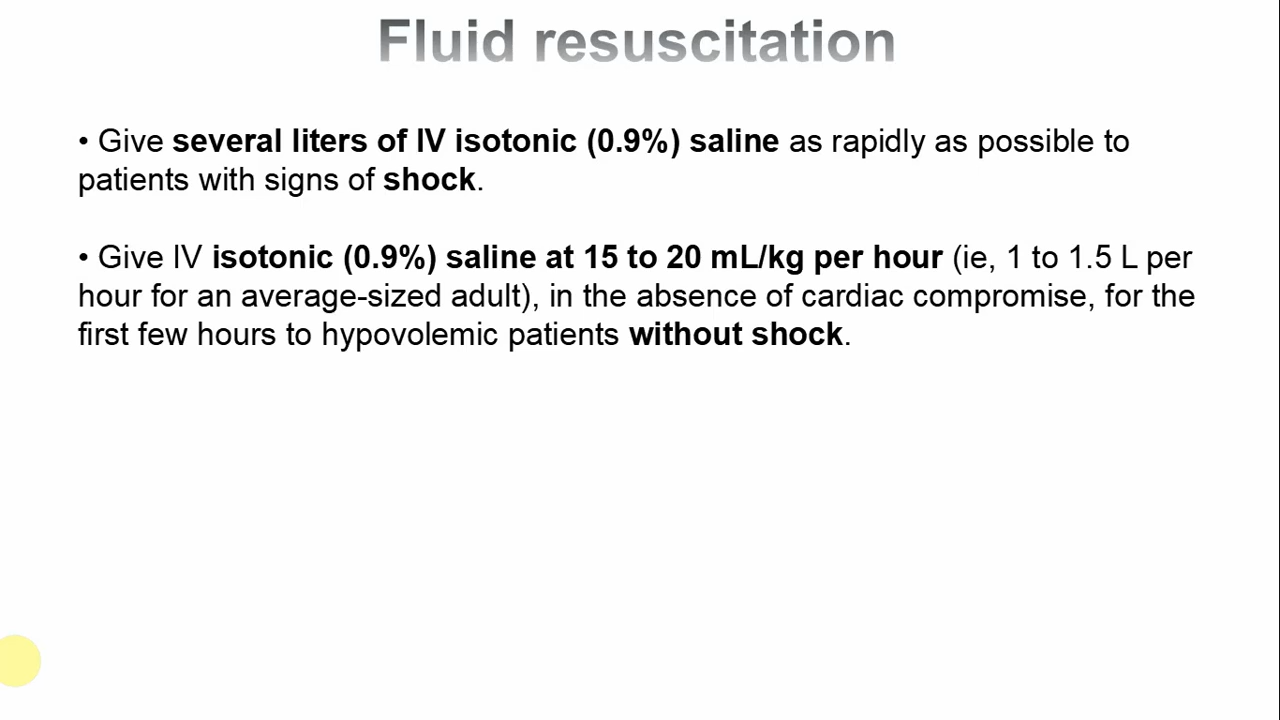 Fluid resuscitation
• Give several liters of IV isotonic (0.9%) saline as rapidly as possible to
patients with signs of shock.
• Give IV isotonic (0.9%) saline at 15 to 20 mL/kg per hour (ie, 1 to 1.5 L per
hour for an average-sized adult), in the absence of cardiac compromise, for the
first few hours to hypovolemic patients without shock.